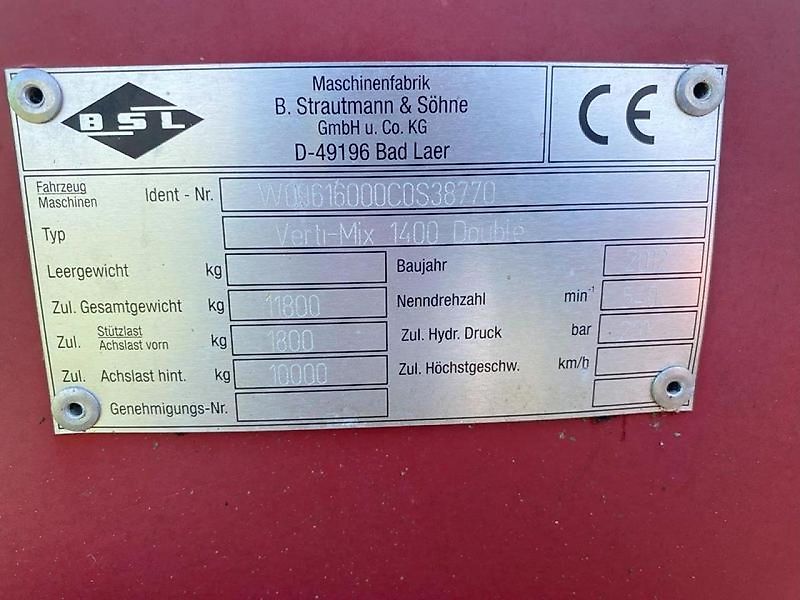 BSL
Maschinenfabrik
B. Strautmann & Söhne
GmbH u. Co. KG
D-49196 Bad Laer
CE
Fahrzeug
Maschinen
Ident - Nr. W09616000C0S38770
Typ Verti-Mix 1400 Double
Leergewicht kg
Baujahr 2012
Zul. Gesamtgewicht kg 11800
Nenndrehzahl min-1
Zul. Stützlast
Achslast vorn kg 1800
Zul. Hydr. Druck bar
Zul. Achslast hint. kg 10000
Zul. Höchstgeschw. km/h
Genehmigungs-Nr.